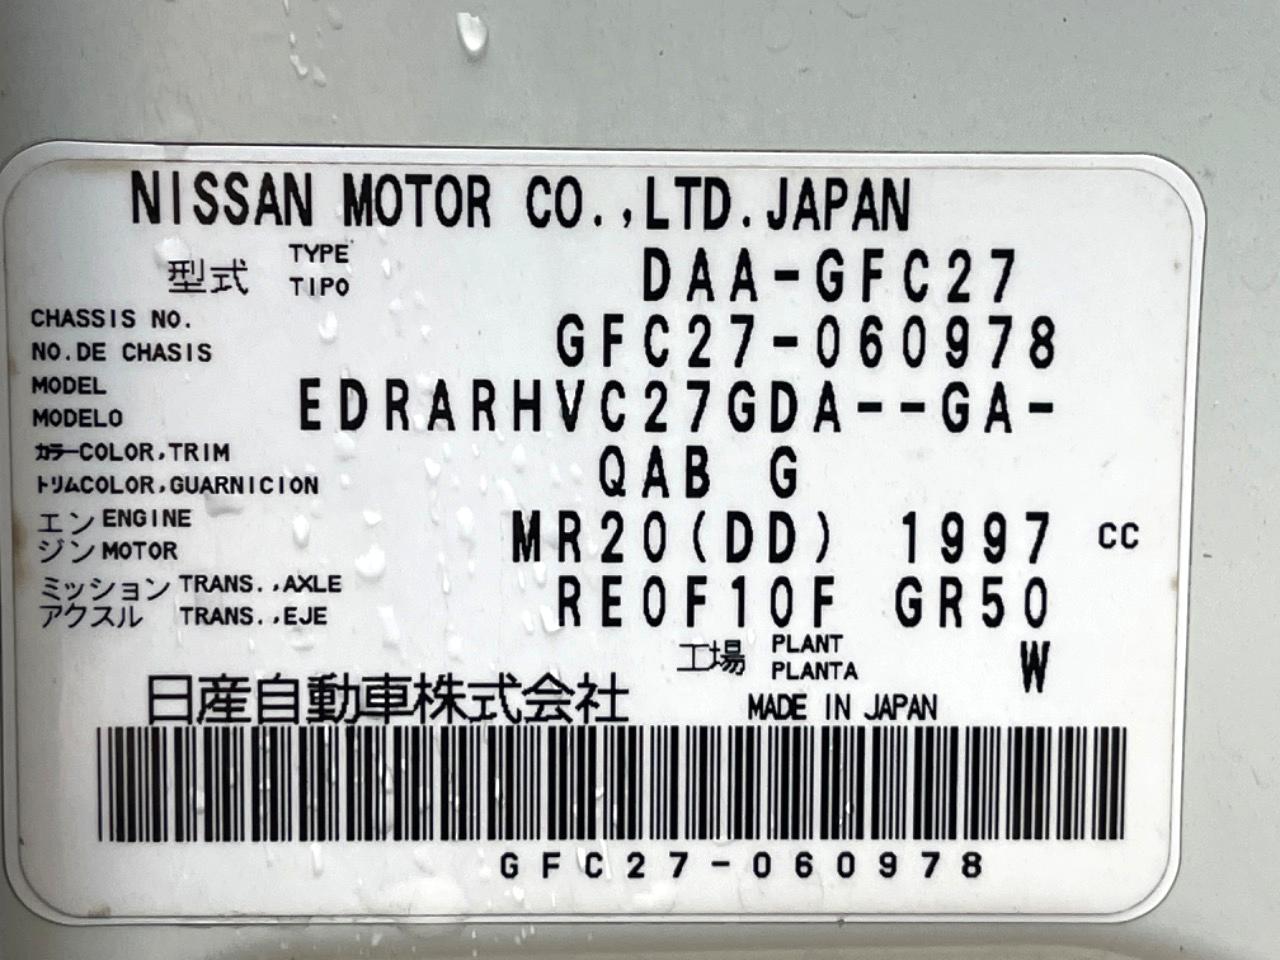 NISSAN MOTOR CO.,LTD.JAPAN
型式 TYPE TIPO DAA-GFC27
CHASSIS NO.
NO.DE CHASIS GFC27-060978
MODEL
MODELO EDRARHVC27GDA--GA-
カラーCOLOR,TRIM
トリムCOLOR,GUARNICION QAB G
エンジン ENGINE MOTOR MR20(DD) 1997 CC
ミッション TRANS.,AXLE
アクスル TRANS.,EJE RE0F10F GR50
工場 PLANT PLANTA W
日産自動車株式会社 MADE IN JAPAN
GFC27-060978